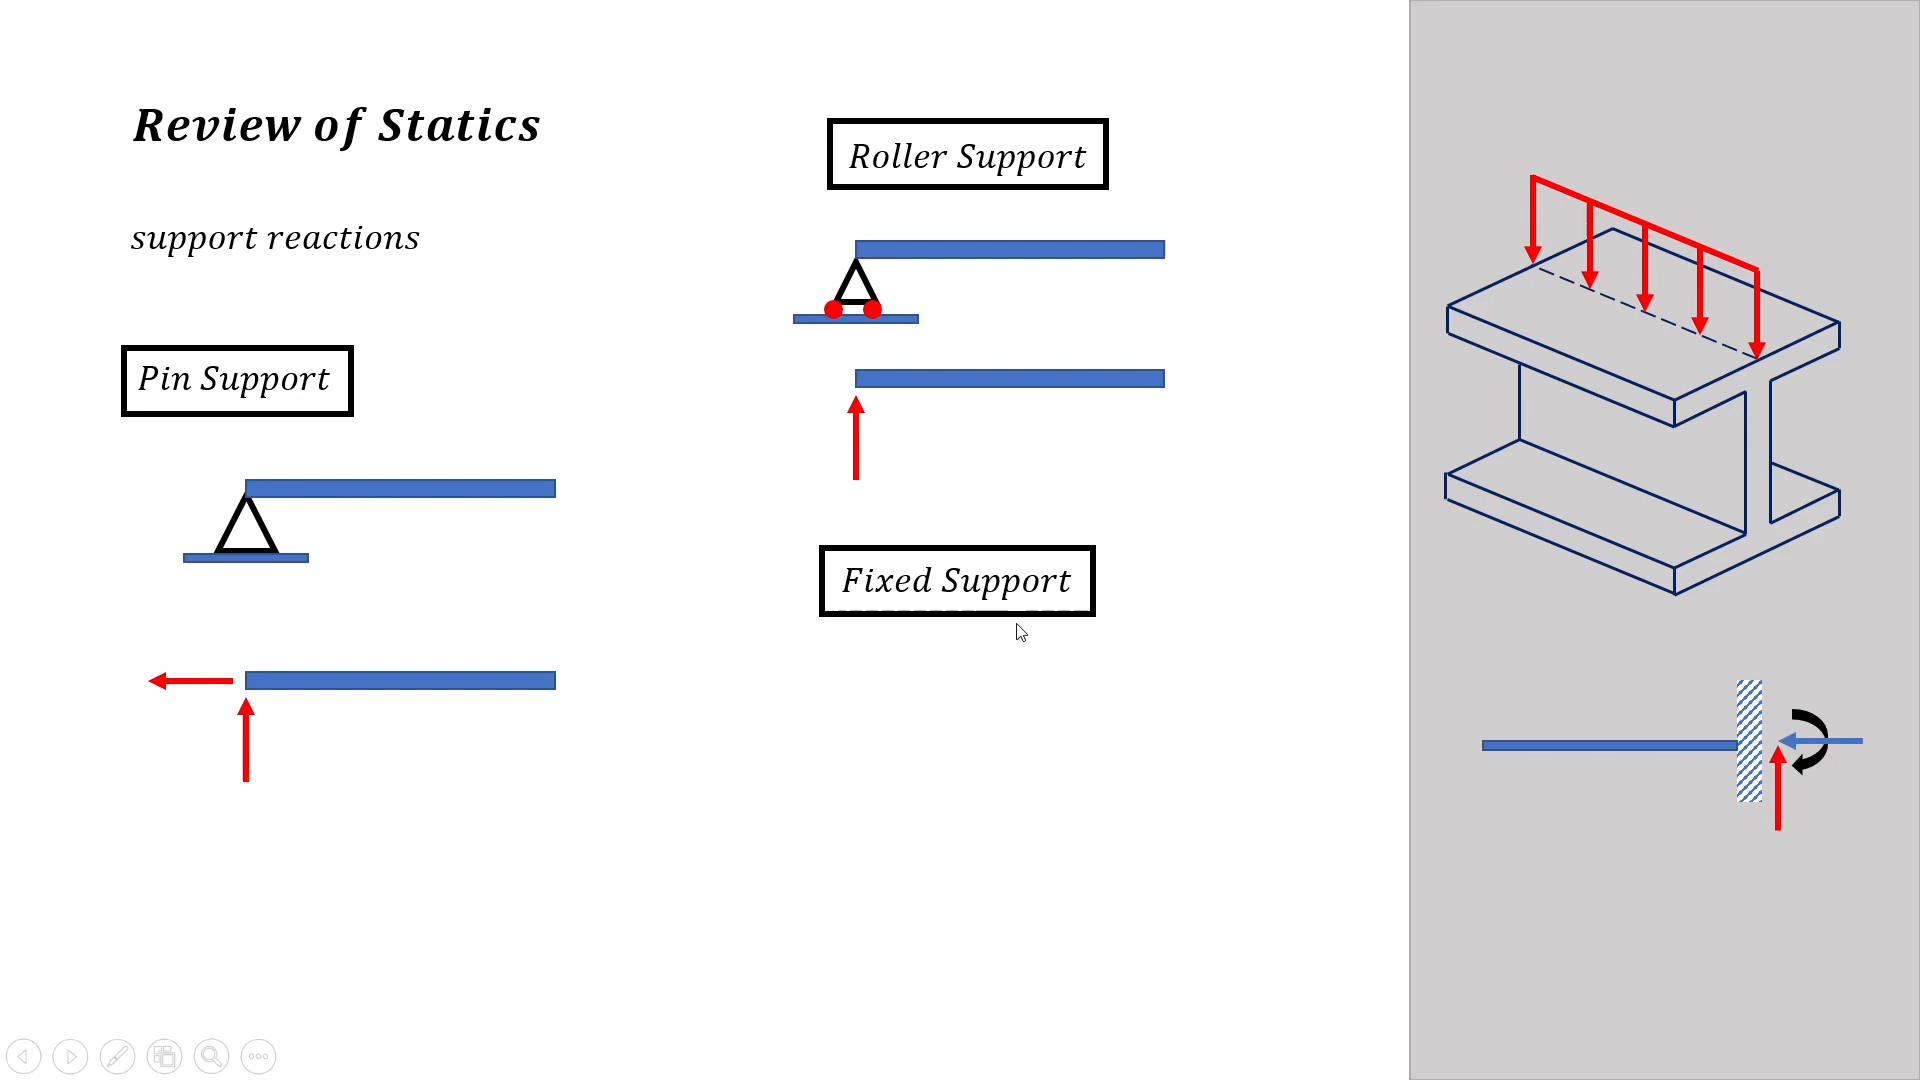 Review of Statics
support reactions
Pin Support
Roller Support
Fixed Support